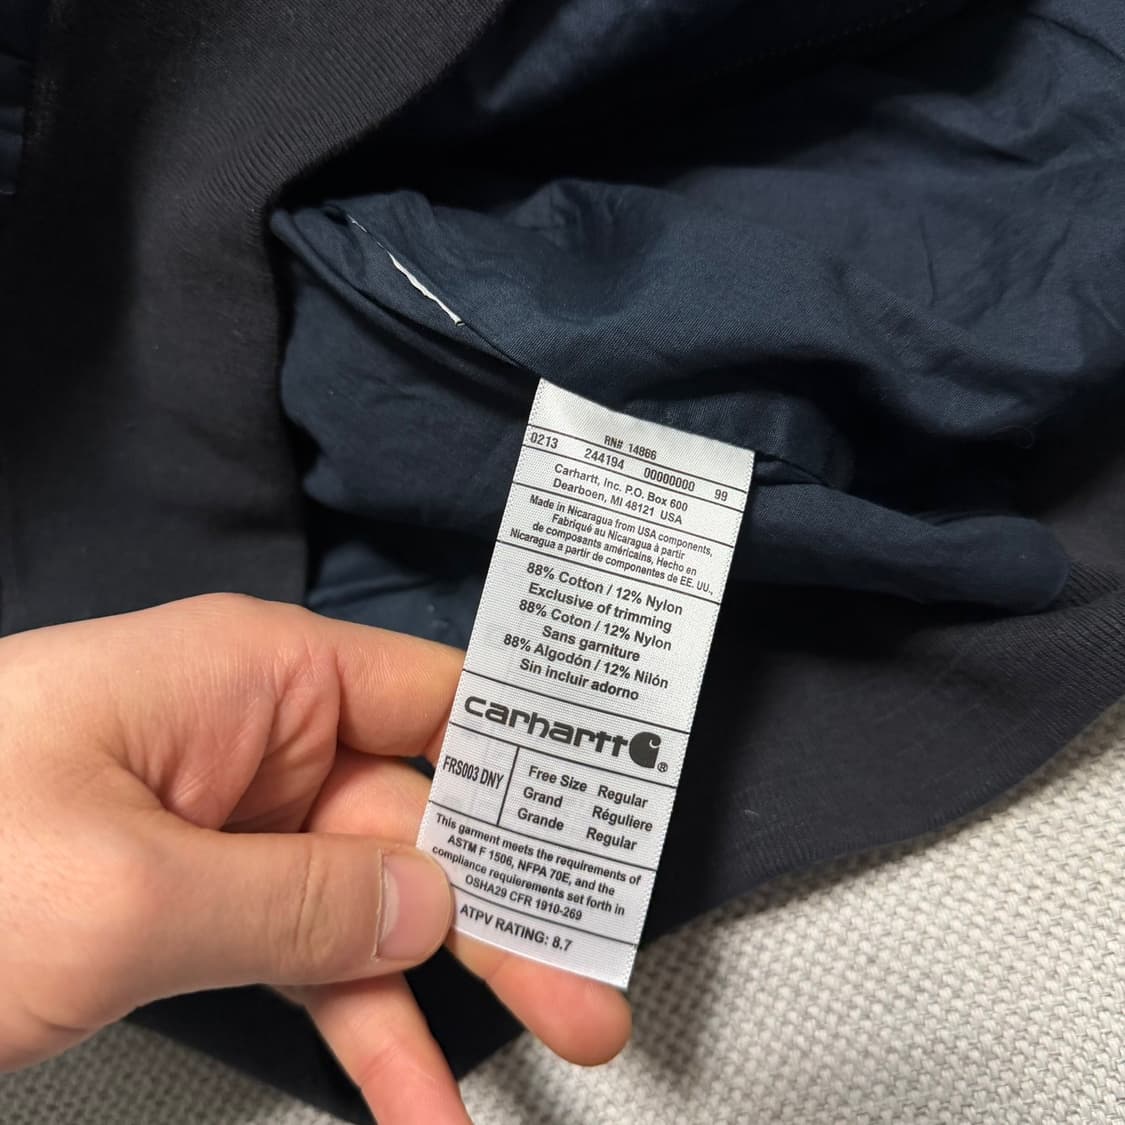 RN# 14866
0213 244194 00000000 99
Carhartt, Inc. P.O. Box 600
Dearboen, MI 48121 USA
Made in Nicaragua from USA components,
Fabriqué au Nicaragua à partir
de composants américains, Hecho en
Nicaragua a partir de componentes de EE. UU.,
88% Cotton / 12% Nylon
Exclusive of trimming
88% Coton / 12% Nylon
Sans garniture
88% Algodón / 12% Nilón
Sin incluir adorno
carhartt ®
FRS003 DNY
Free Size Regular
Grand Réguliere
Grande Regular
This garment meets the requirements of
ASTM F 1506, NFPA 70E, and the
compliance requierements set forth in
OSHA29 CFR 1910-269
ATPV RATING: 8.7